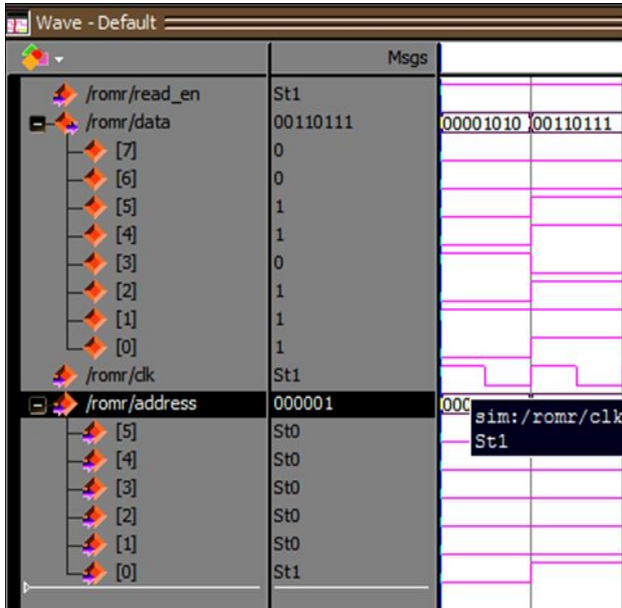 Wave - Default
Msgs
/romr/read_en St1
/romr/data 00110111 00001010 00110111
[7] 0
[6] 0
[5] 1
[4] 1
[3] 0
[2] 1
[1] 1
[0] 1
/romr/clk St1
/romr/address 000001 000
sim:/romr/clk
[5] St0 St1
[4] St0
[3] St0
[2] St0
[1] St0
[0] St1